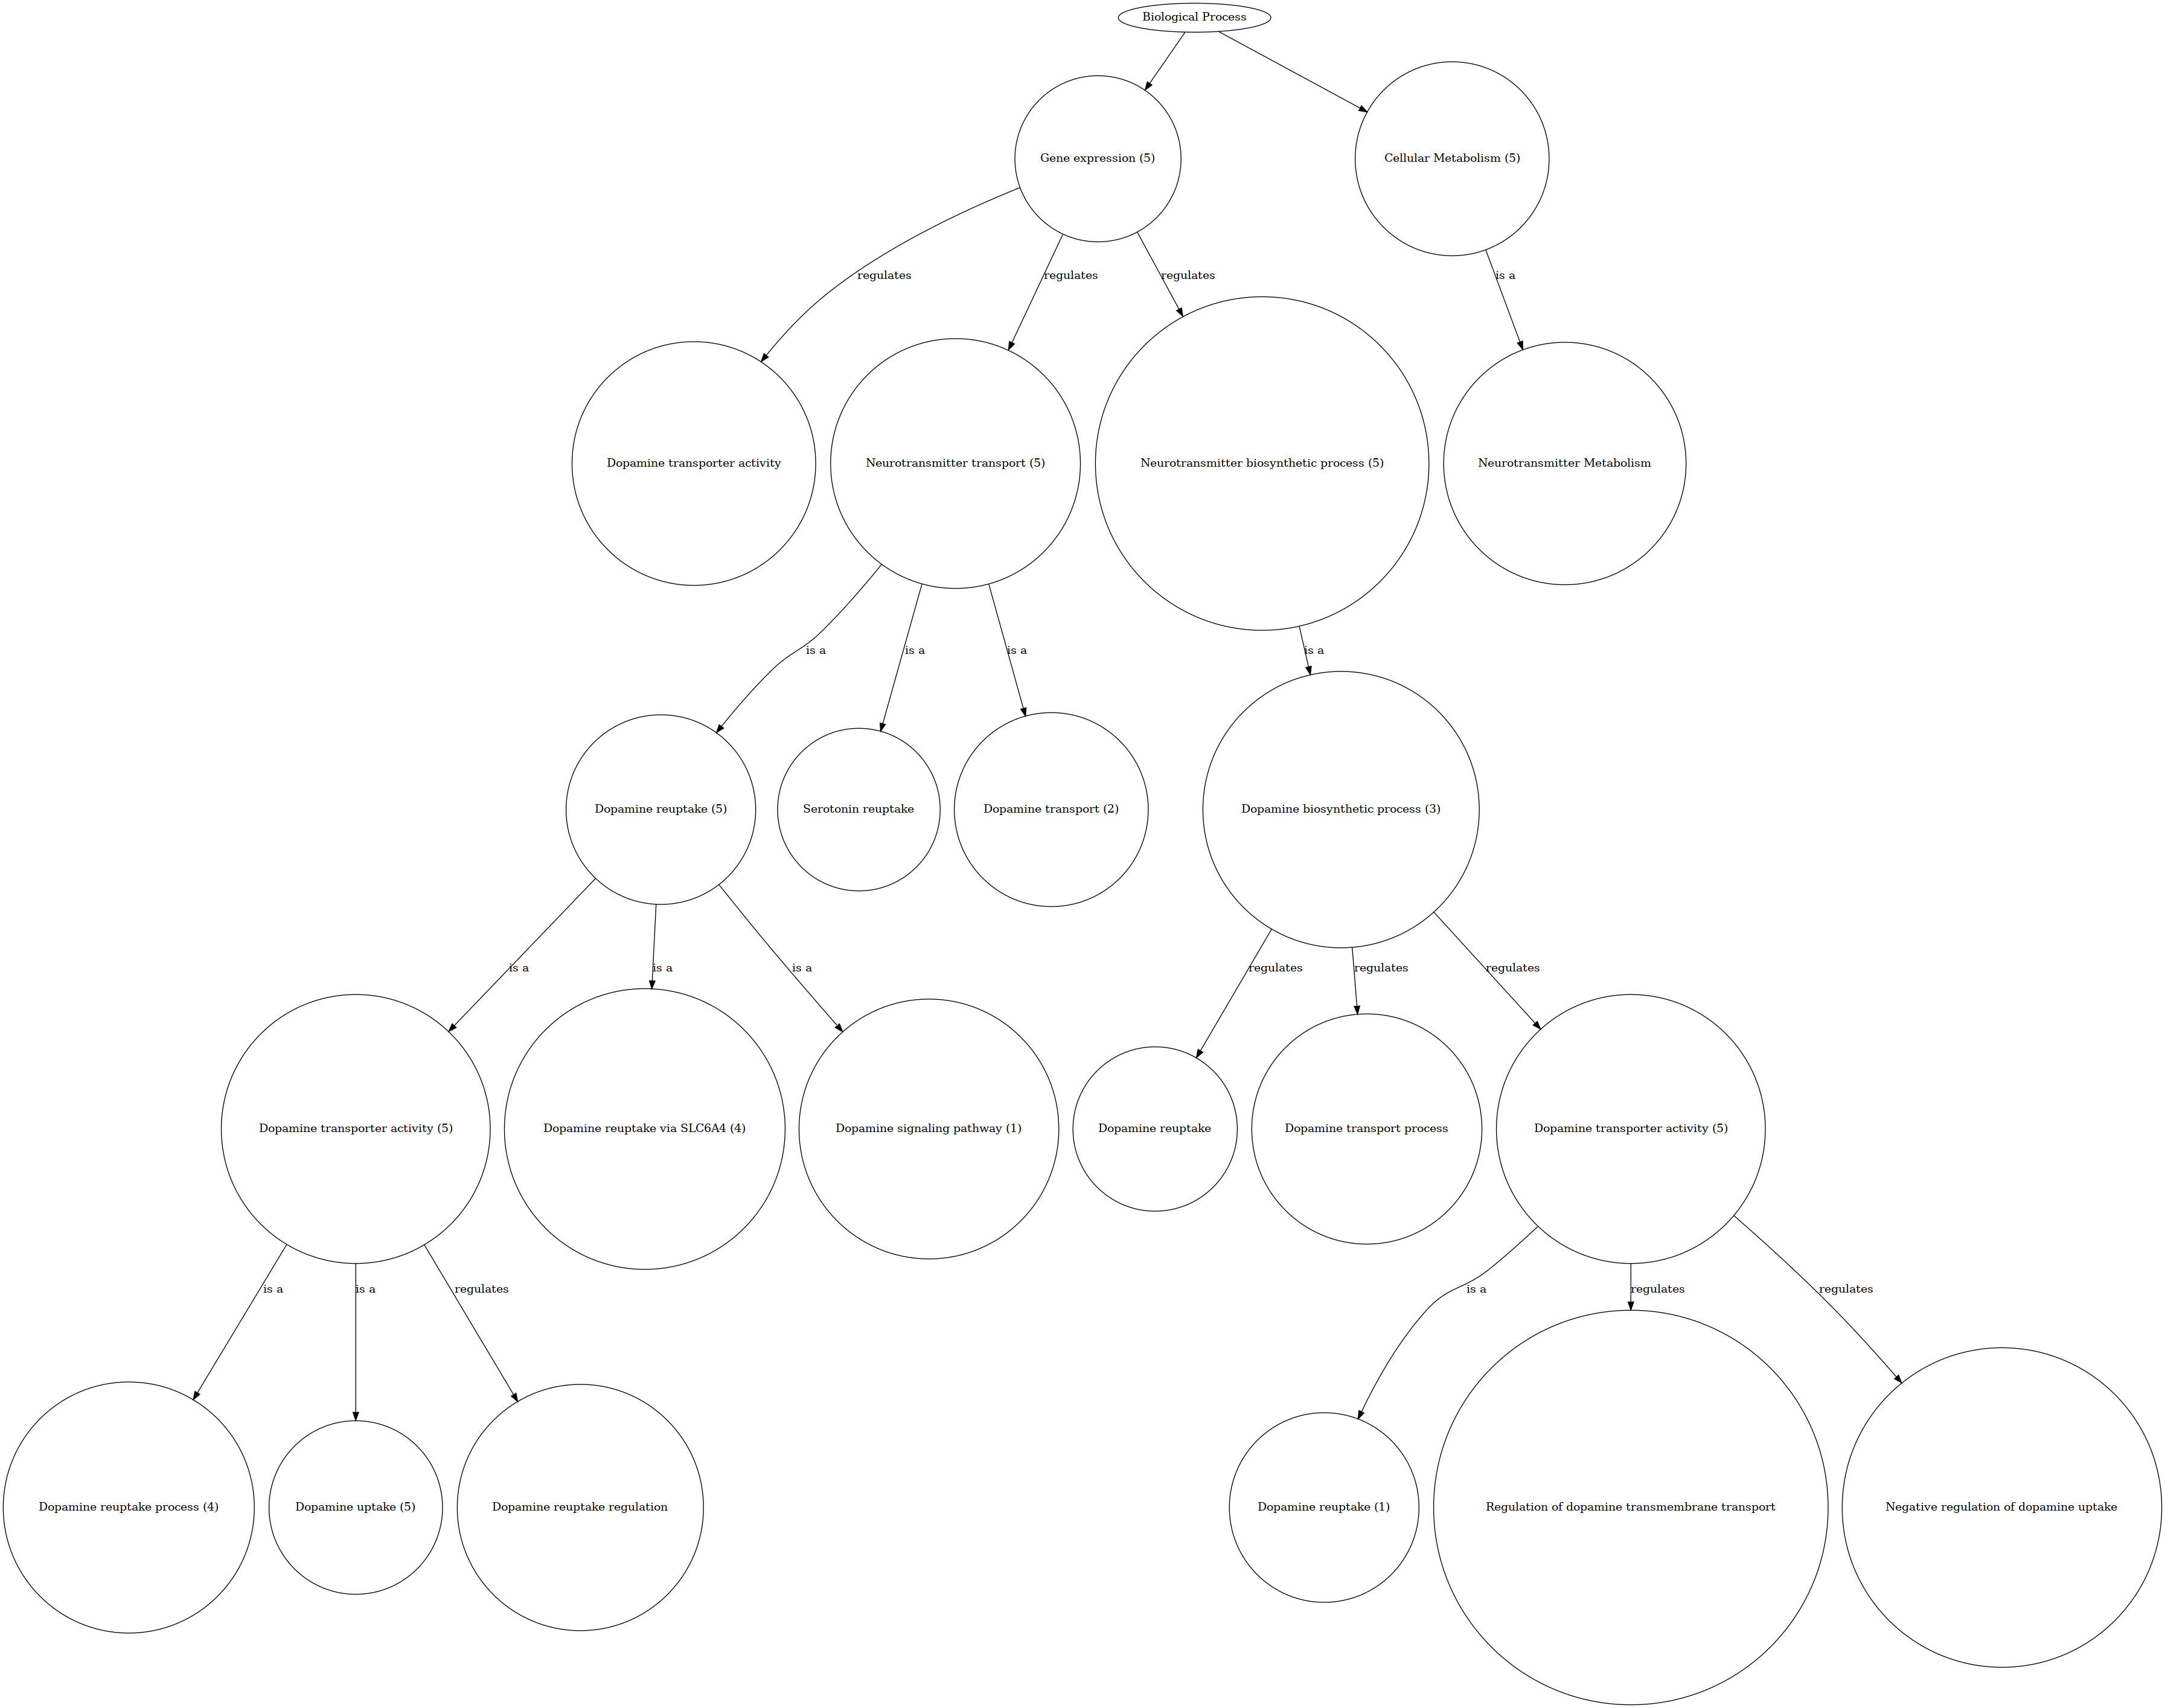 Biological Process
Gene expression (5)
Cellular Metabolism (5)
regulates
regulates
regulates
is a
Dopamine transporter activity
Neurotransmitter transport (5)
Neurotransmitter biosynthetic process (5)
Neurotransmitter Metabolism
is a
is a
is a
is a
Dopamine reuptake (5)
Serotonin reuptake
Dopamine transport (2)
Dopamine biosynthetic process (3)
is a
is a
is a
regulates
regulates
regulates
Dopamine transporter activity (5)
Dopamine reuptake via SLC6A4 (4)
Dopamine signaling pathway (1)
Dopamine reuptake
Dopamine transport process
Dopamine transporter activity (5)
is a
is a
regulates
is a
regulates
regulates
Dopamine reuptake process (4)
Dopamine uptake (5)
Dopamine reuptake regulation
Dopamine reuptake (1)
Regulation of dopamine transmembrane transport
Negative regulation of dopamine uptake